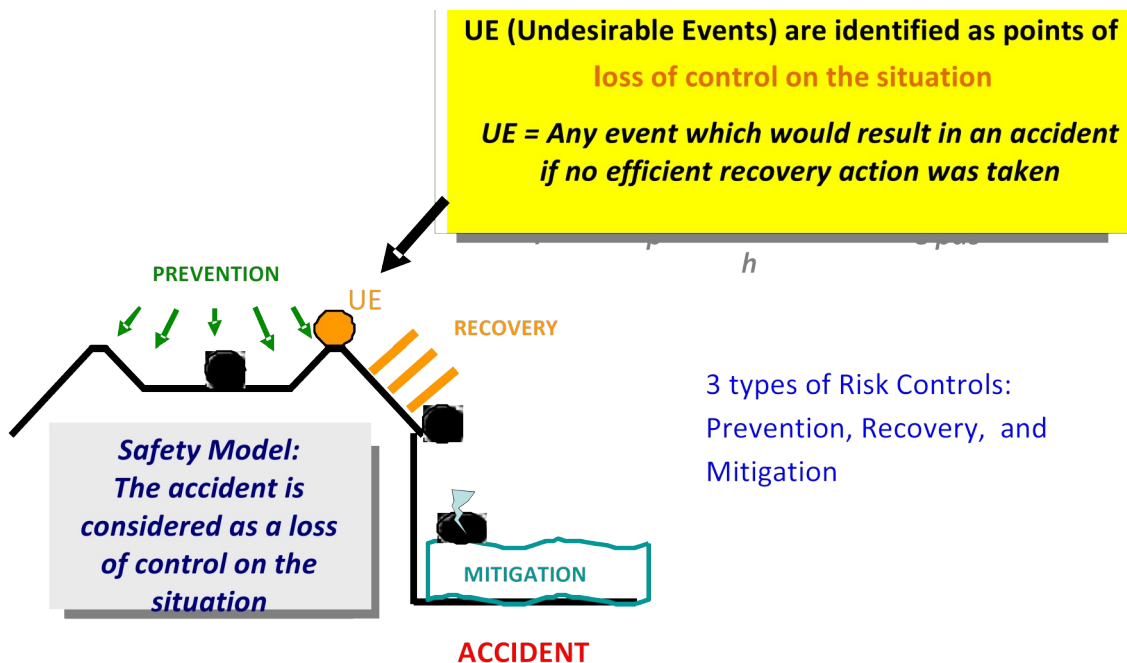 UE (Undesirable Events) are identified as points of
loss of control on the situation
UE = Any event which would result in an accident
if no efficient recovery action was taken
h
PREVENTION
UE
RECOVERY
3 types of Risk Controls:
Prevention, Recovery, and
Mitigation
Safety Model:
The accident is
considered as a loss
of control on the
situation
MITIGATION
ACCIDENT